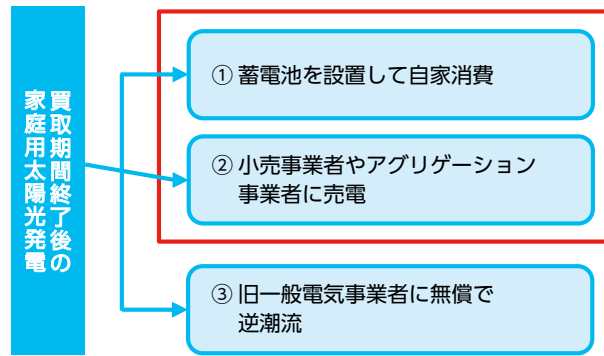 買取期間終了後の
家庭用太陽光発電
① 蓄電池を設置して自家消費
② 小売事業者やアグリゲーション
事業者に売電
③ 旧一般電気事業者に無償で
逆潮流